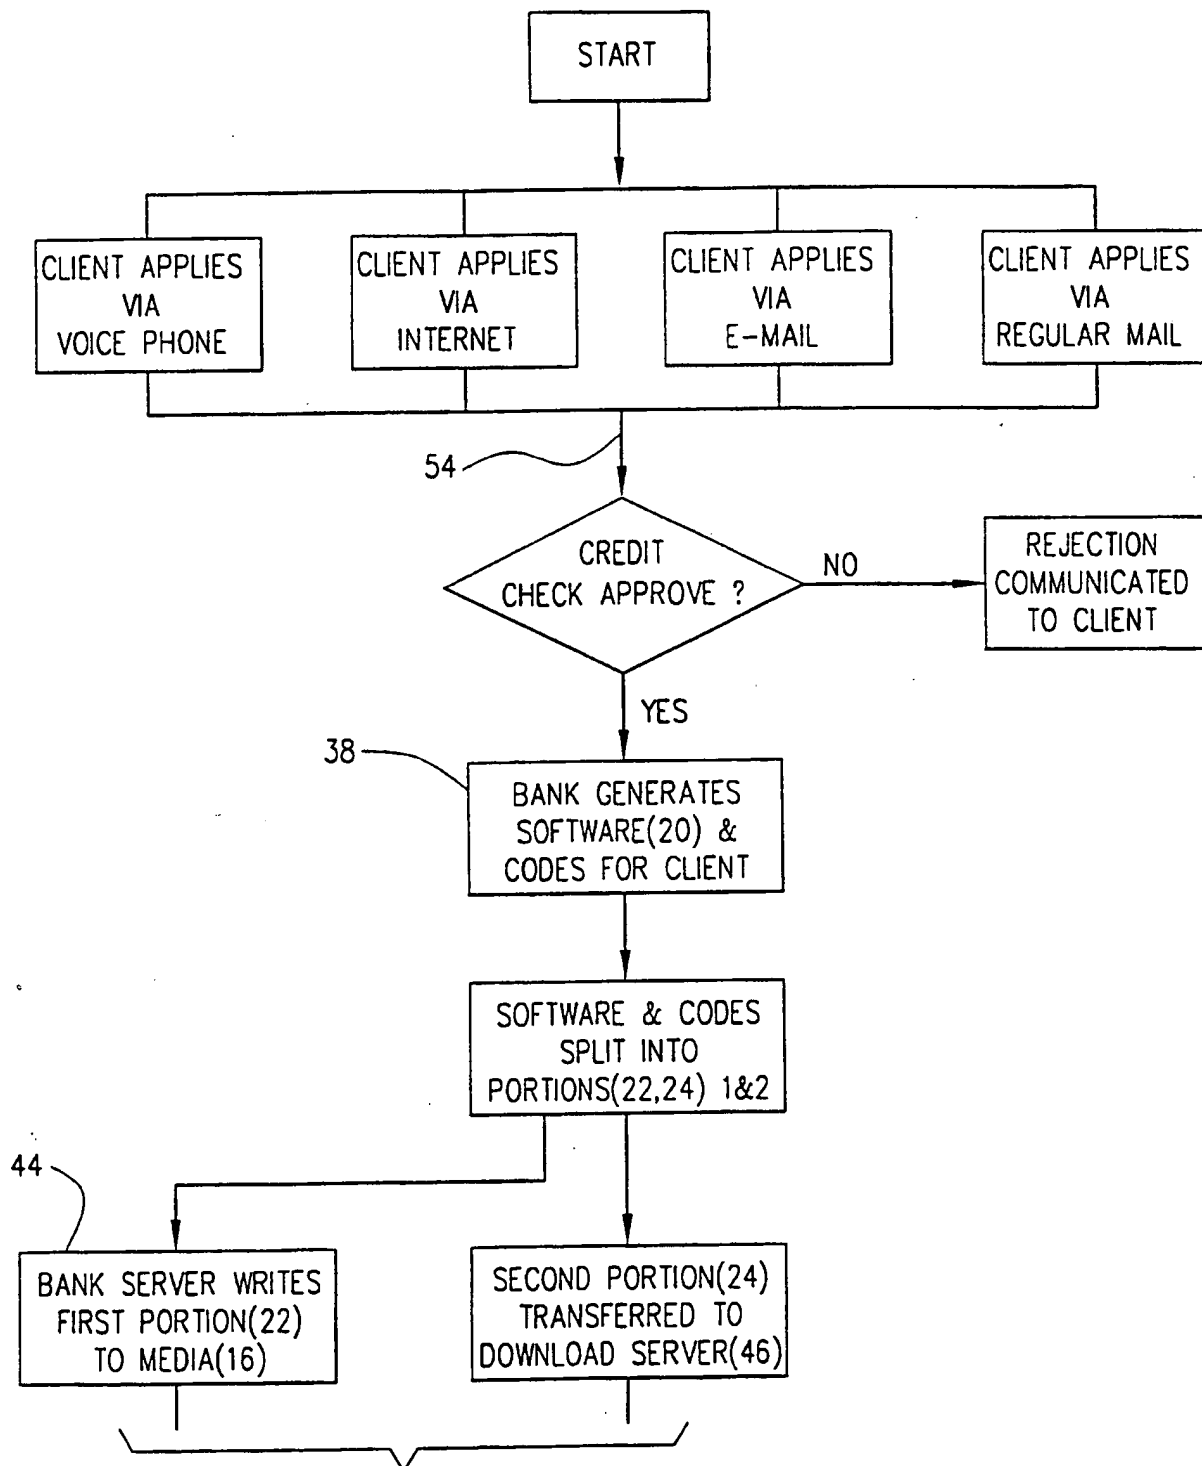 START
CLIENT APPLIES
VIA
VOICE PHONE
CLIENT APPLIES
VIA
INTERNET
CLIENT APPLIES
VIA
E-MAIL
CLIENT APPLIES
VIA
REGULAR MAIL
54
CREDIT
CHECK APPROVE ?
NO
REJECTION
COMMUNICATED
TO CLIENT
YES
38
BANK GENERATES
SOFTWARE(20) &
CODES FOR CLIENT
SOFTWARE & CODES
SPLIT INTO
PORTIONS(22,24) 1&2
44
BANK SERVER WRITES
FIRST PORTION(22)
TO MEDIA(16)
SECOND PORTION(24)
TRANSFERRED TO
DOWNLOAD SERVER(46)